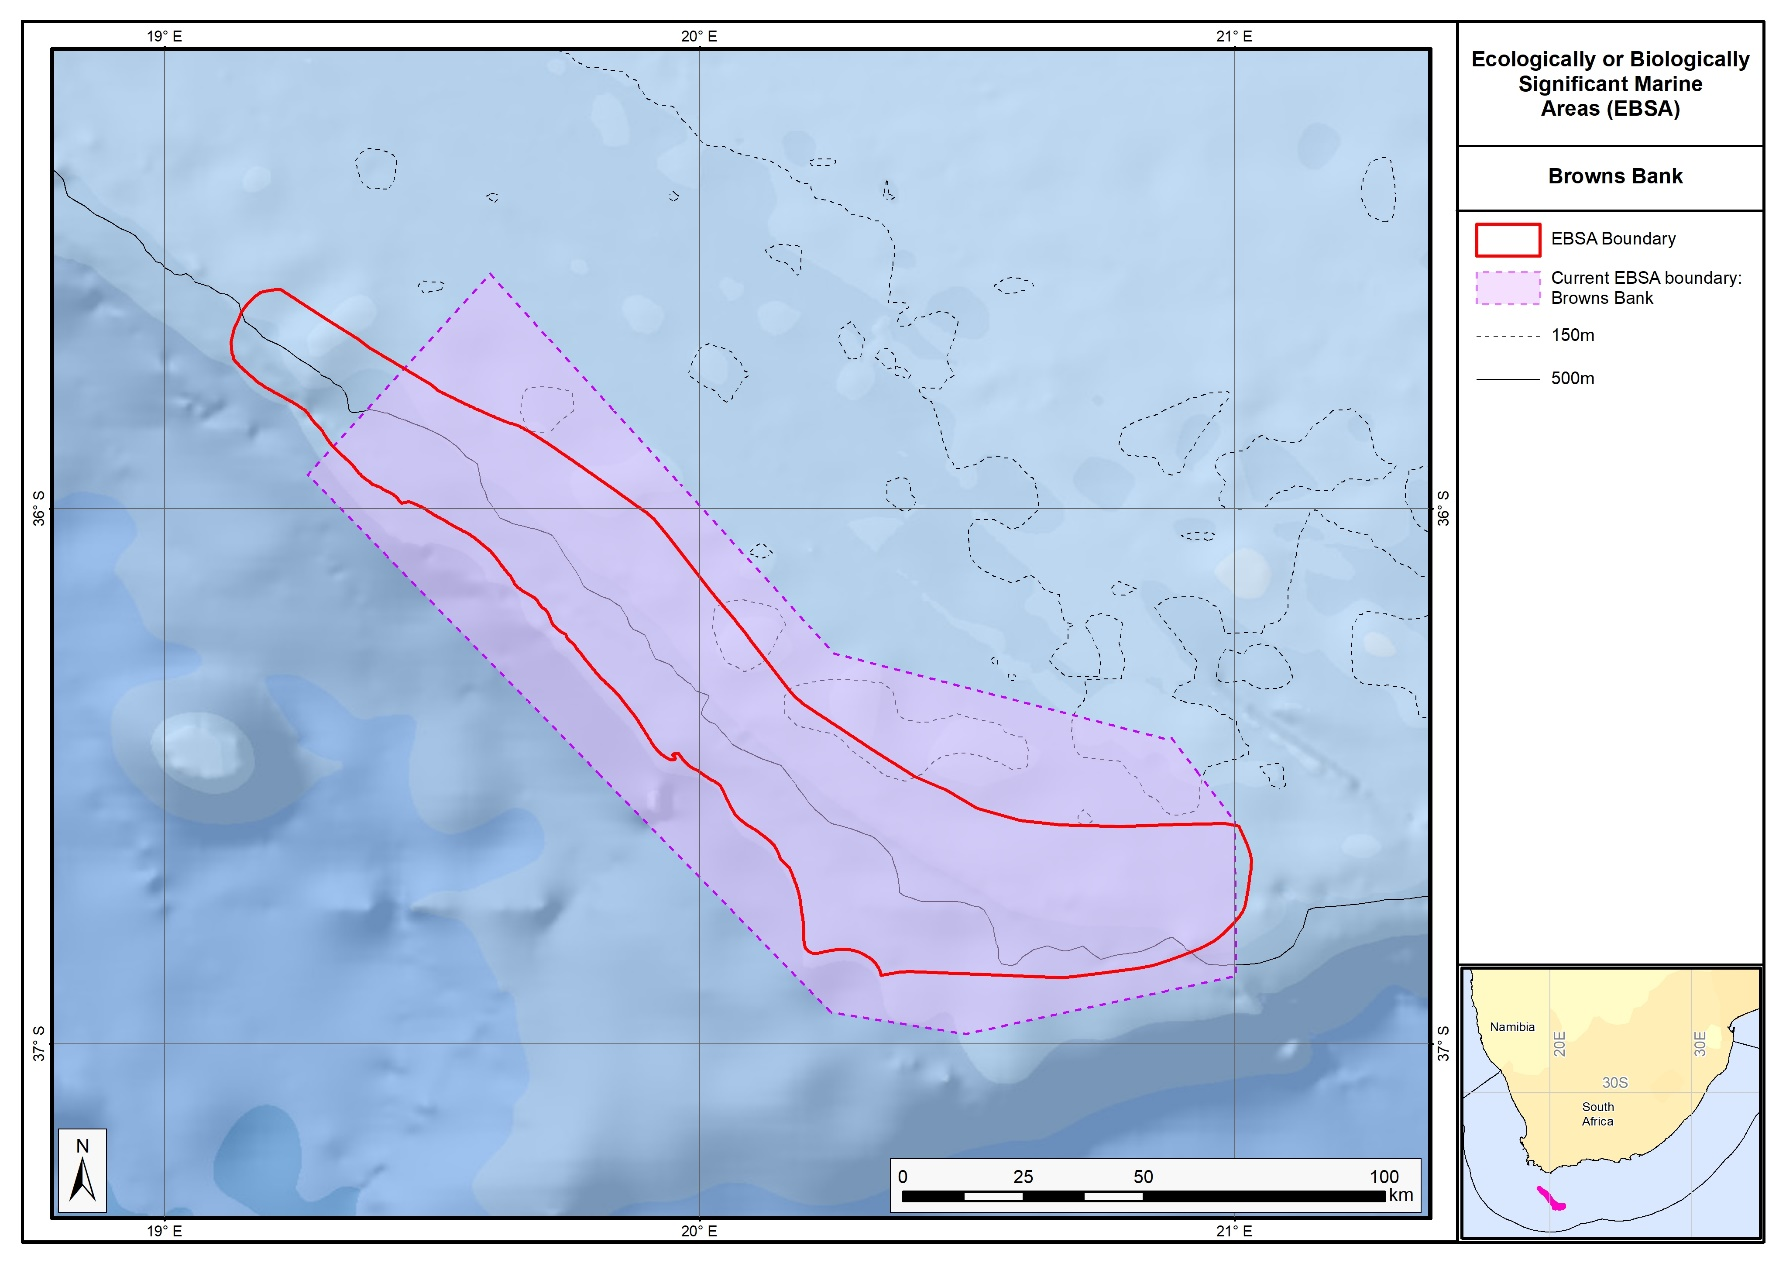 19° E
20° E
21° E
36° S
36° S
37° S
37° S
N
0
25
50
100
km
19° E
20° E
21° E
Ecologically or Biologically
Significant Marine
Areas (EBSA)
Browns Bank
EBSA Boundary
Current EBSA boundary:
Browns Bank
150m
500m
Namibia
20E
30E
30S
South
Africa